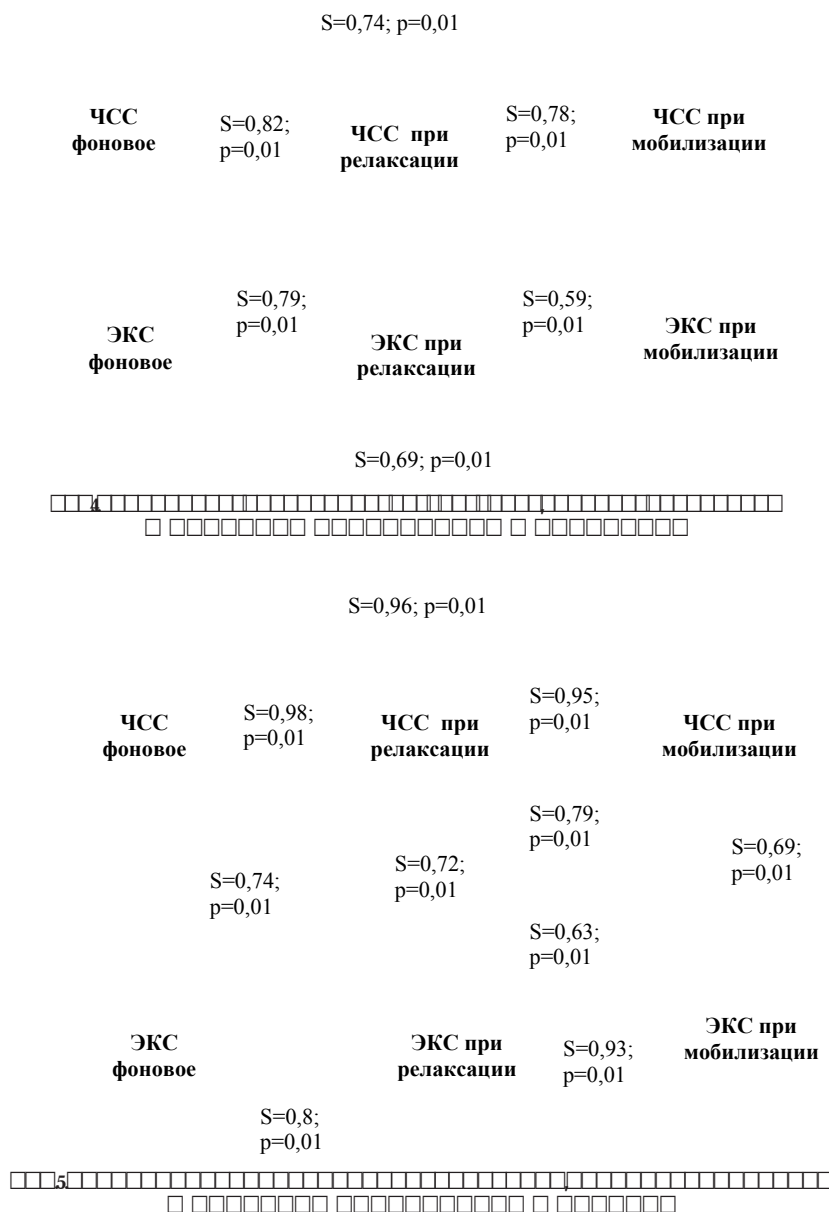 S=0,74; p=0,01
ЧСС
фоновое
S=0,82;
p=0,01
ЧСС при
релаксации
S=0,78;
p=0,01
ЧСС при
мобилизации
ЭКС
фоновое
S=0,79;
p=0,01
ЭКС при
релаксации
S=0,59;
p=0,01
ЭКС при
мобилизации
S=0,69; p=0,01
4
S=0,96; p=0,01
ЧСС
фоновое
S=0,98;
p=0,01
ЧСС при
релаксации
S=0,95;
p=0,01
ЧСС при
мобилизации
S=0,79;
p=0,01
S=0,74;
p=0,01
S=0,72;
p=0,01
S=0,69;
p=0,01
S=0,63;
p=0,01
ЭКС
фоновое
ЭКС при
релаксации
S=0,93;
p=0,01
ЭКС при
мобилизации
S=0,8;
p=0,01
5